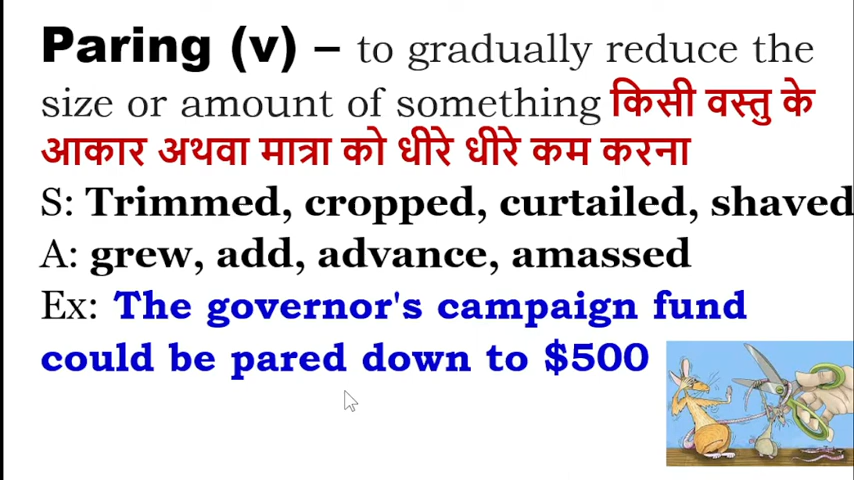 Paring (v) – to gradually reduce the
size or amount of something किसी वस्तु के
आकार अथवा मात्रा को धीरे धीरे कम करना
S: Trimmed, cropped, curtailed, shaved
A: grew, add, advance, amassed
Ex: The governor's campaign fund
could be pared down to $500